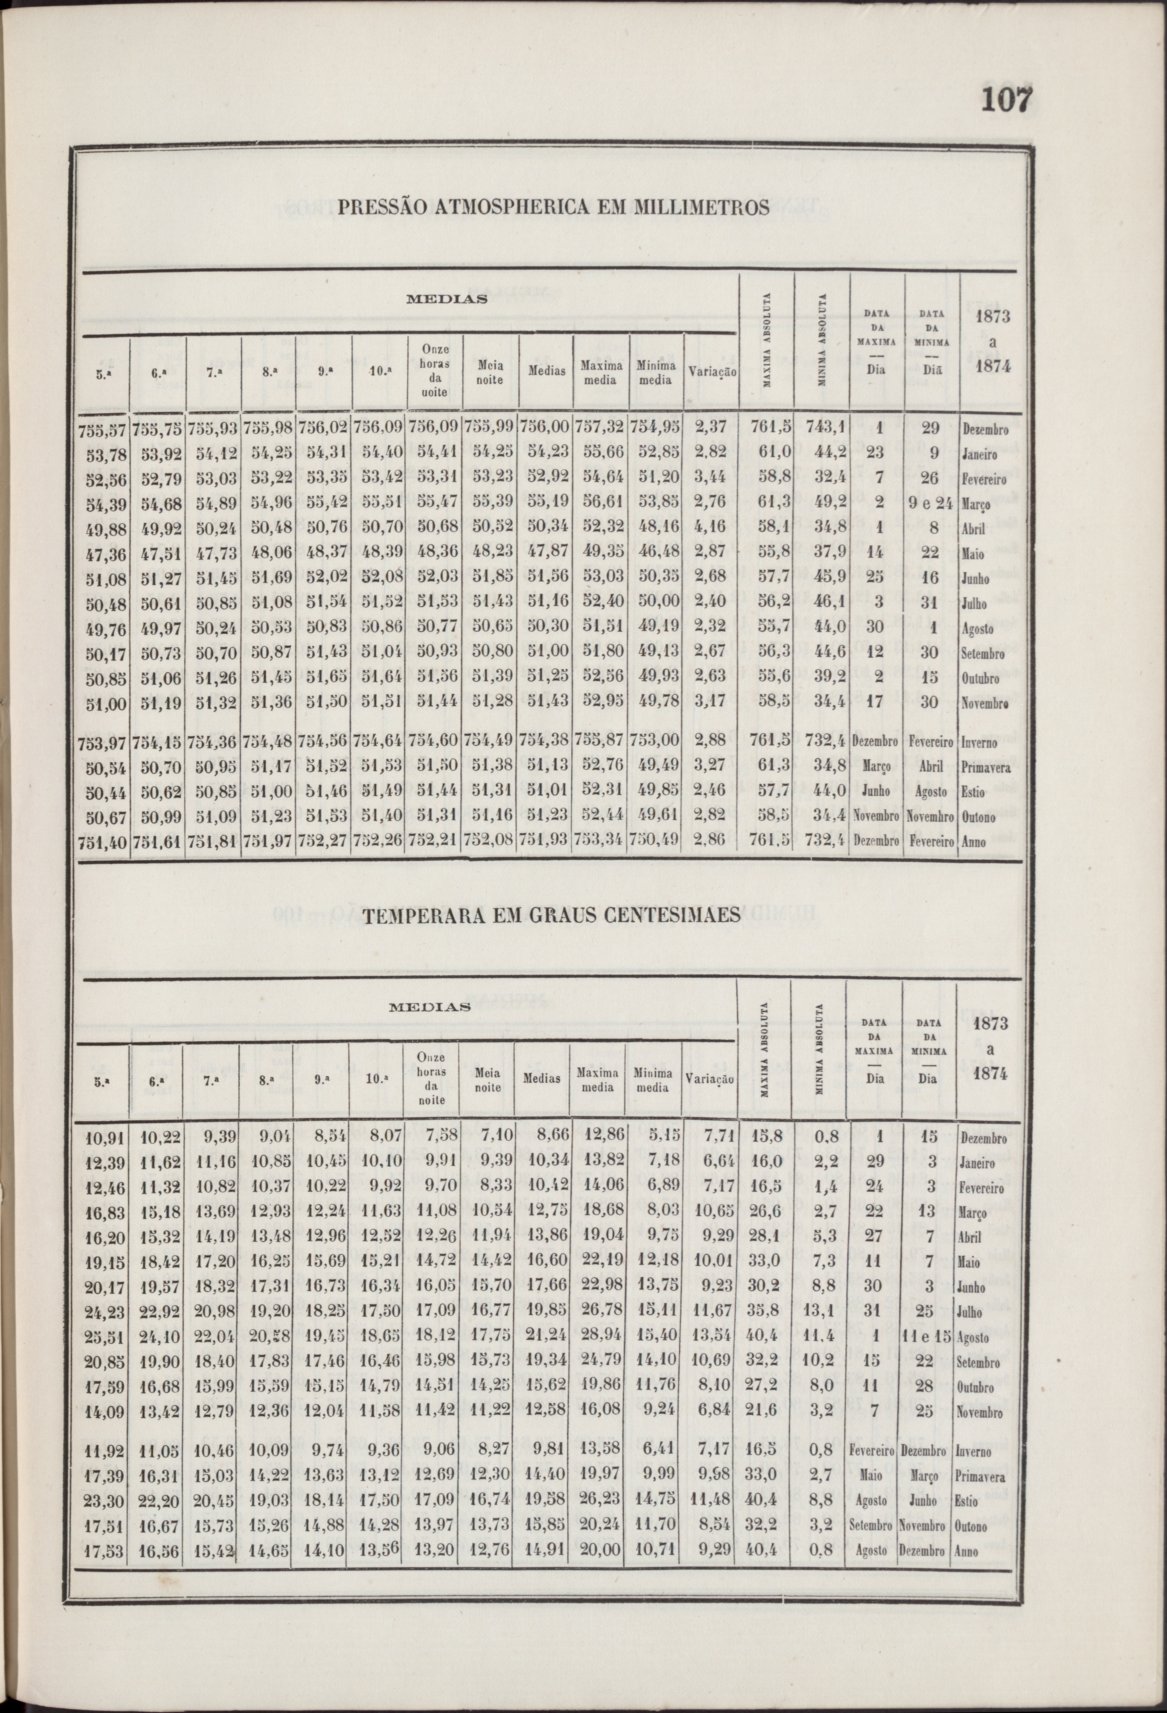 107
PRESSÃO ATMOSPHERICA EM MILLIMETROS
MEDIAS
MAXIMA ABSOLUTA
MINIMA ABSOLUTA
DATA DA MAXIMA — Dia
DATA DA MINIMA — Diã
1873 a 1874
5.ª 6.ª 7.ª 8.ª 9.ª 10.ª Onze horas da uoite Meia noite Medias Maxima media Minima media Variação
755,57 755,75 755,93 755,98 756,02 756,09 756,09 755,99 756,00 757,32 754,95 2,37 761,5 743,1 1 29 Dezembro
53,78 53,92 54,12 54,25 54,31 54,40 54,41 54,25 54,23 55,66 52,85 2,82 61,0 44,2 23 9 Janeiro
52,56 52,79 53,03 53,22 53,35 53,42 53,31 53,23 52,92 54,64 51,20 3,44 58,8 32,4 7 26 Fevereiro
54,39 54,68 54,89 54,96 55,42 55,51 55,47 55,39 55,19 56,61 53,85 2,76 61,3 49,2 2 9 e 24 Março
49,88 49,92 50,24 50,48 50,76 50,70 50,68 50,52 50,34 52,32 48,16 4,16 58,1 34,8 1 8 Abril
47,36 47,51 47,73 48,06 48,37 48,39 48,36 48,23 47,87 49,35 46,48 2,87 55,8 37,9 14 22 Maio
51,08 51,27 51,45 51,69 52,02 52,08 52,03 51,85 51,56 53,03 50,35 2,68 57,7 45,9 25 16 Junho
50,48 50,61 50,85 51,08 51,54 51,52 51,53 51,43 51,16 52,40 50,00 2,40 56,2 46,1 3 31 Julho
49,76 49,97 50,24 50,53 50,83 50,86 50,77 50,65 50,30 51,51 49,19 2,32 55,7 44,0 30 1 Agosto
50,17 50,73 50,70 50,87 51,43 51,04 50,93 50,80 51,00 51,80 49,13 2,67 56,3 44,6 12 30 Setembro
50,85 51,06 51,26 51,45 51,65 51,64 51,56 51,39 51,25 52,56 49,93 2,63 55,6 39,2 2 15 Outubro
51,00 51,19 51,32 51,36 51,50 51,51 51,44 51,28 51,43 52,95 49,78 3,17 58,5 34,4 17 30 Novembro
753,97 754,15 754,36 754,48 754,56 754,64 754,60 754,49 754,38 755,87 753,00 2,88 761,5 732,4 Dezembro Fevereiro Inverno
50,54 50,70 50,95 51,17 51,52 51,53 51,50 51,38 51,13 52,76 49,49 3,27 61,3 34,8 Março Abril Primavera
50,44 50,62 50,85 51,00 51,46 51,49 51,44 51,31 51,01 52,31 49,85 2,46 57,7 44,0 Junho Agosto Estio
50,67 50,99 51,09 51,23 51,53 51,40 51,31 51,16 51,23 52,44 49,61 2,82 58,5 34,4 Novembro Novembro Outono
751,40 751,61 751,81 751,97 752,27 752,26 752,21 752,08 751,93 753,34 750,49 2,86 761,5 732,4 Dezembro Fevereiro Anno
TEMPERARA EM GRAUS CENTESIMAES
MEDIAS
MAXIMA ABSOLUTA
MINIMA ABSOLUTA
DATA DA MAXIMA — Dia
DATA DA MINIMA — Dia
1873 a 1874
5.ª 6.ª 7.ª 8.ª 9.ª 10.ª Onze horas da noite Meia noite Medias Maxima media Minima media Variação
10,91 10,22 9,39 9,04 8,54 8,07 7,58 7,10 8,66 12,86 5,15 7,71 15,8 0,8 1 15 Dezembro
12,39 11,62 11,16 10,85 10,45 10,10 9,91 9,39 10,34 13,82 7,18 6,64 16,0 2,2 29 3 Janeiro
12,46 11,32 10,82 10,37 10,22 9,92 9,70 8,33 10,42 14,06 6,89 7,17 16,5 1,4 24 3 Fevereiro
16,83 15,18 13,69 12,93 12,24 11,63 11,08 10,54 12,75 18,68 8,03 10,65 26,6 2,7 22 13 Março
16,20 15,32 14,19 13,48 12,96 12,52 12,26 11,94 13,86 19,04 9,75 9,29 28,1 5,3 27 7 Abril
19,15 18,42 17,20 16,25 15,69 15,21 14,72 14,42 16,60 22,19 12,18 10,01 33,0 7,3 11 7 Maio
20,17 19,57 18,32 17,31 16,73 16,34 16,05 15,70 17,66 22,98 13,75 9,23 30,2 8,8 30 3 Junho
24,23 22,92 20,98 19,20 18,25 17,50 17,09 16,77 19,85 26,78 15,11 11,67 35,8 13,1 31 25 Julho
25,51 24,10 22,04 20,58 19,45 18,65 18,12 17,75 21,24 28,94 15,40 13,54 40,4 11,4 1 11 e 15 Agosto
20,85 19,90 18,40 17,83 17,46 16,46 15,98 15,73 19,34 24,79 14,10 10,69 32,2 10,2 15 22 Setembro
17,59 16,68 15,99 15,59 15,15 14,79 14,51 14,25 15,62 19,86 11,76 8,10 27,2 8,0 11 28 Outubro
14,09 13,42 12,79 12,36 12,04 11,58 11,42 11,22 12,58 16,08 9,24 6,84 21,6 3,2 7 25 Novembro
11,92 11,05 10,46 10,09 9,74 9,36 9,06 8,27 9,81 13,58 6,41 7,17 16,5 0,8 Fevereiro Dezembro Inverno
17,39 16,31 15,03 14,22 13,63 13,12 12,69 12,30 14,40 19,97 9,99 9,98 33,0 2,7 Maio Março Primavera
23,30 22,20 20,45 19,03 18,14 17,50 17,09 16,74 19,58 26,23 14,75 11,48 40,4 8,8 Agosto Junho Estio
17,51 16,67 15,73 15,26 14,88 14,28 13,97 13,73 15,85 20,24 11,70 8,54 32,2 3,2 Setembro Novembro Outono
17,53 16,56 15,42 14,65 14,10 13,56 13,20 12,76 14,91 20,00 10,71 9,29 40,4 0,8 Agosto Dezembro Anno